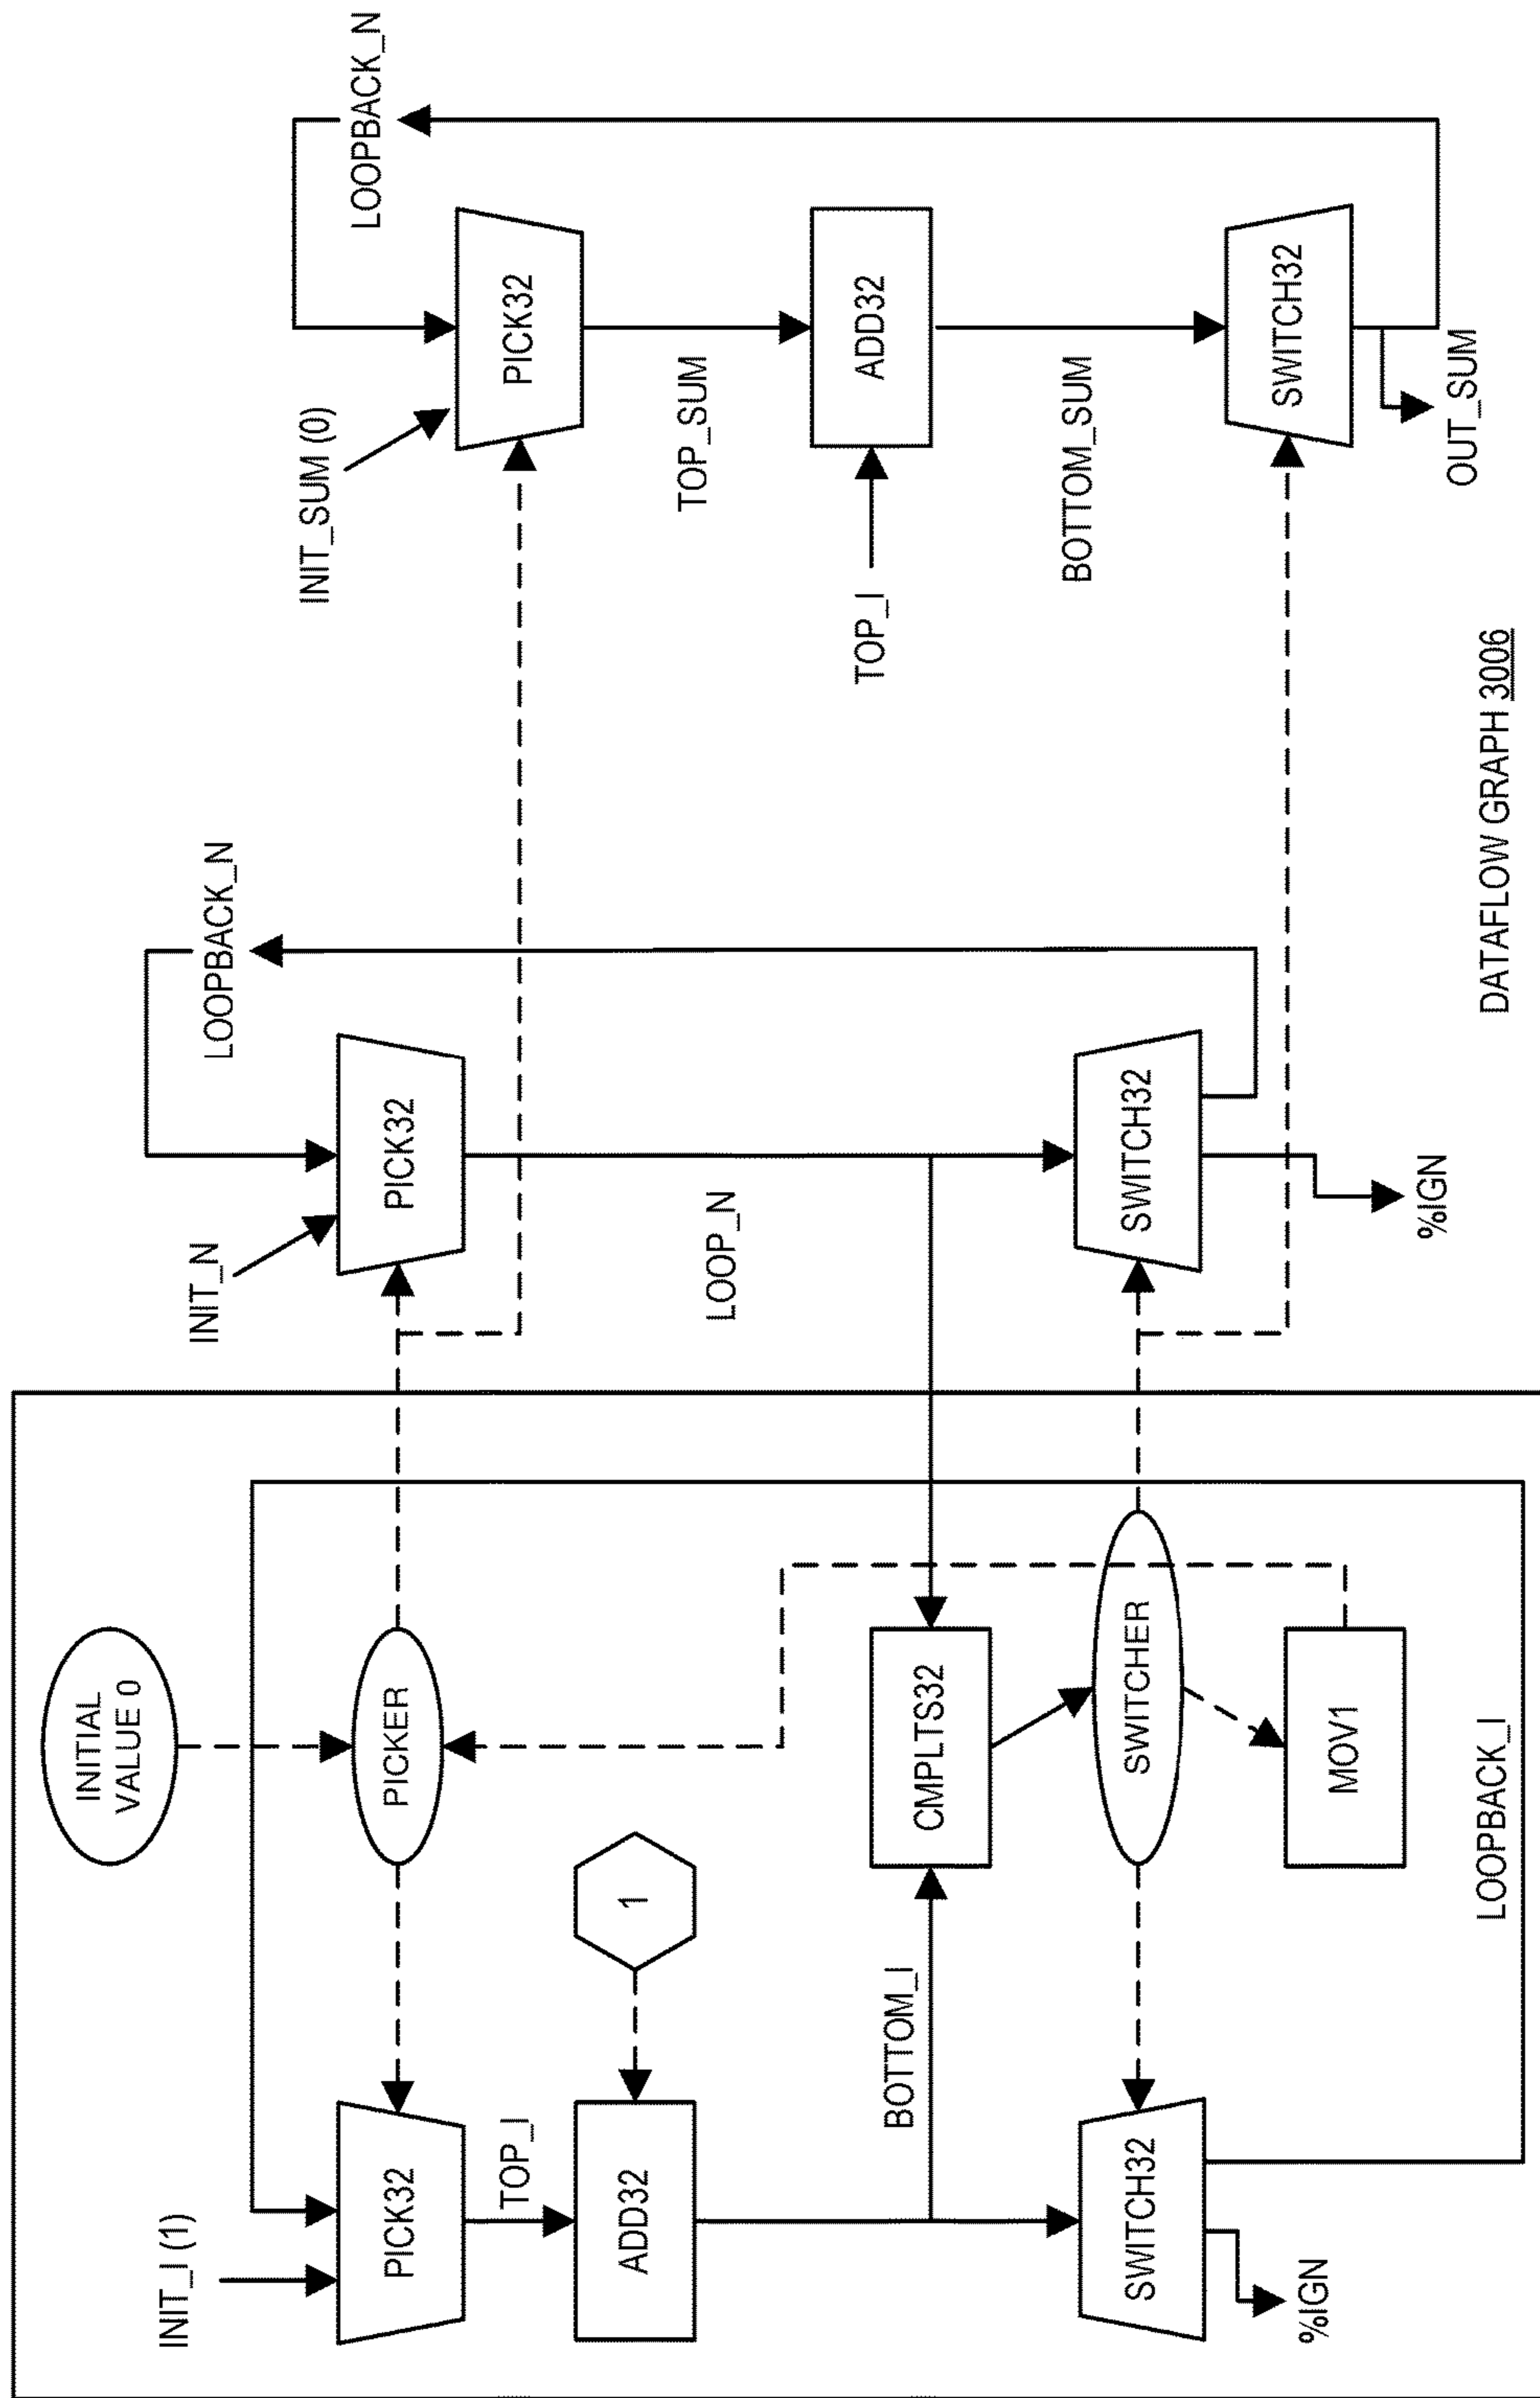 INITIAL
VALUE 0
INIT_I (1)
PICKER
INIT_N
LOOPBACK_N
PICK32
PICK32
TOP_I
1
ADD32
LOOP_N
BOTTOM_I
CMPLTS32
SWITCHER
SWITCH32
SWITCH32
%IGN
MOV1
%IGN
LOOPBACK_I
INIT_SUM (0)
LOOPBACK_N
PICK32
TOP_SUM
TOP_I
ADD32
BOTTOM_SUM
SWITCH32
OUT_SUM
DATAFLOW GRAPH 3006